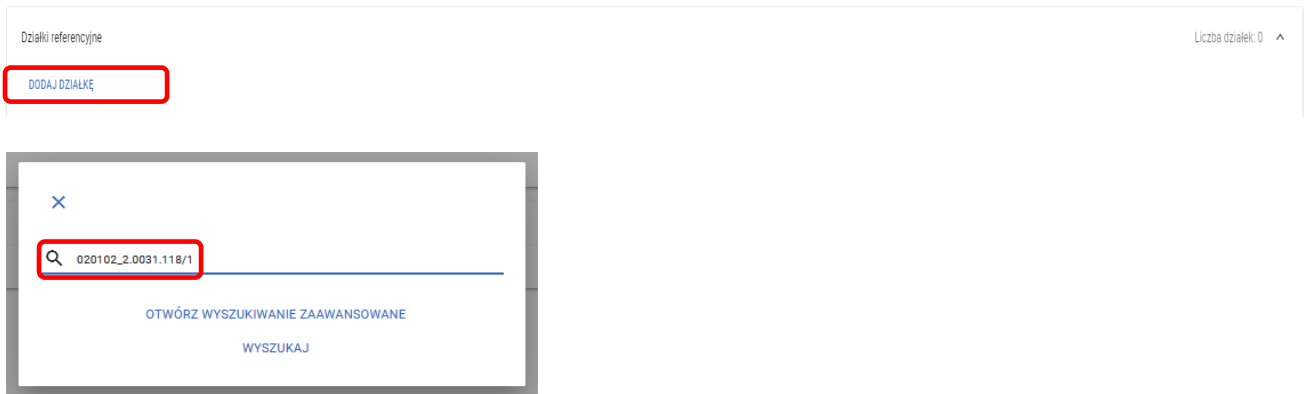 Działki referencyjne Liczba działek: 0
DODAJ DZIAŁKĘ
020102_2.0031.118/1
OTWÓRZ WYSZUKIWANIE ZAAWANSOWANE
WYSZUKAJ